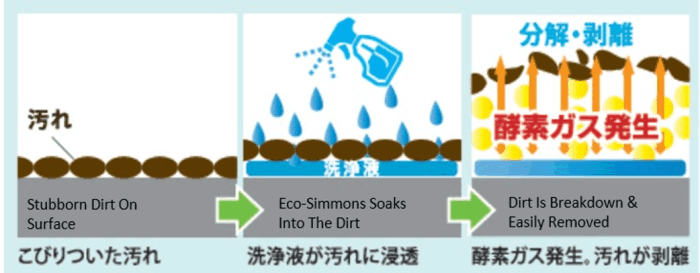 汚れ
Stubborn Dirt On
Surface
こびりついた汚れ
洗浄液
Eco-Simmons Soaks
Into The Dirt
洗浄液が汚れに浸透
分解・剥離
酵素ガス発生
Dirt Is Breakdown &
Easily Removed
酵素ガス発生。汚れが剥離